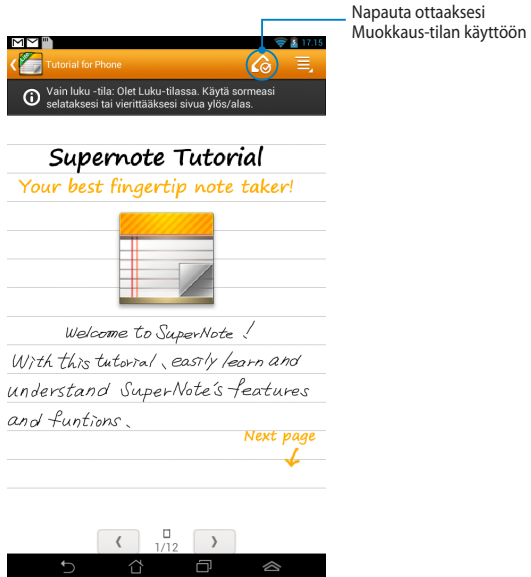 Napauta ottaaksesi
Muokkaus-tilan käyttöön
17.15
Tutorial for Phone
Vain luku -tila: Olet Luku-tilassa. Käytä sormeasi
selataksesi tai vierittääksesi sivua ylös/alas.
Supernote Tutorial
Your best fingertip note taker!
Welcome to SuperNote !
With this tutorial, easily learn and
understand SuperNote's features
and funtions.
Next page
1/12